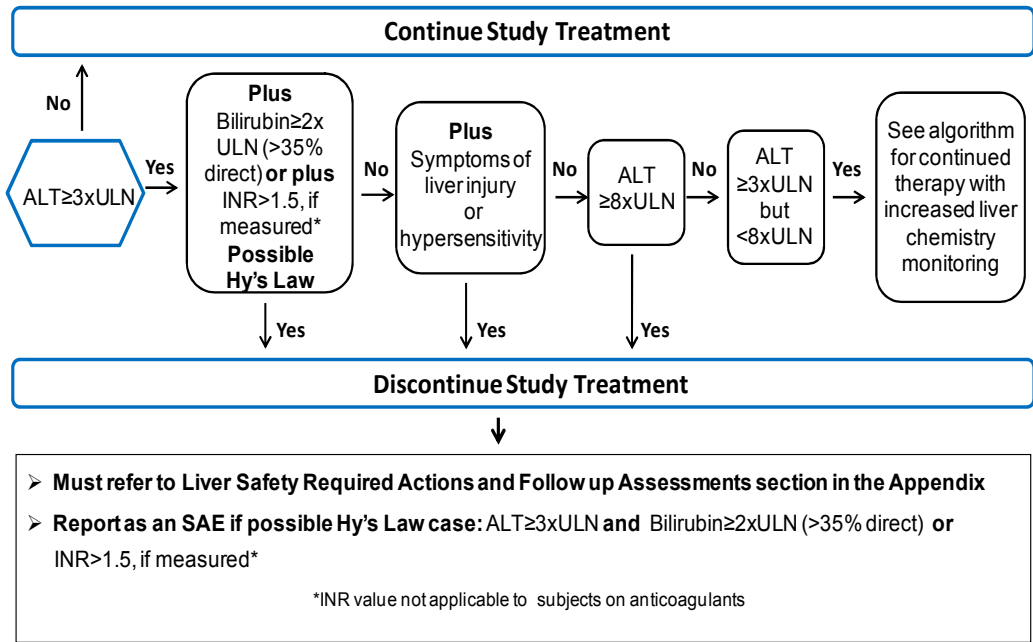 Continue Study Treatment
No
ALT≥3xULN
Yes
Plus
Bilirubin≥2x
ULN (>35%
direct) or plus
INR>1.5, if
measured*
Possible
Hy's Law
No
Plus
Symptoms of
liver injury
or
hypersensitivity
No
ALT
≥8xULN
No
ALT
≥3xULN
but
<8xULN
Yes
See algorithm
for continued
therapy with
increased liver
chemistry
monitoring
Yes
Yes
Yes
Discontinue Study Treatment
➢ Must refer to Liver Safety Required Actions and Follow up Assessments section in the Appendix
➢ Report as an SAE if possible Hy's Law case: ALT≥3xULN and Bilirubin≥2xULN (>35% direct) or
INR>1.5, if measured*
*INR value not applicable to subjects on anticoagulants